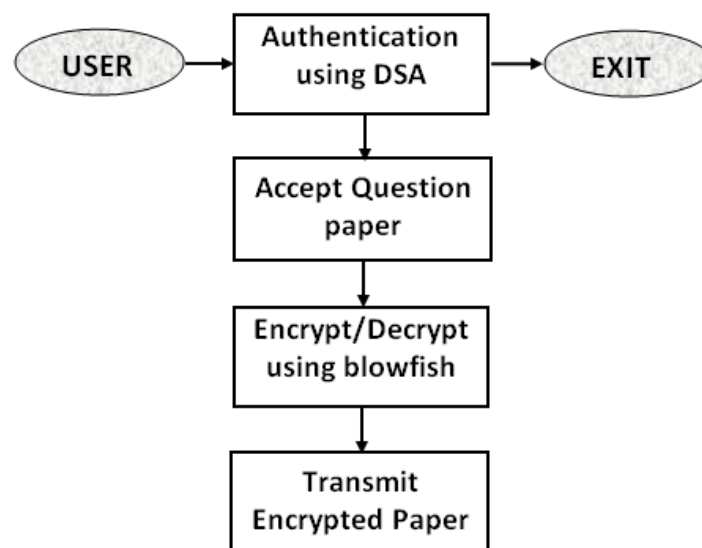 USER
Authentication
using DSA
EXIT
Accept Question
paper
Encrypt/Decrypt
using blowfish
Transmit
Encrypted Paper